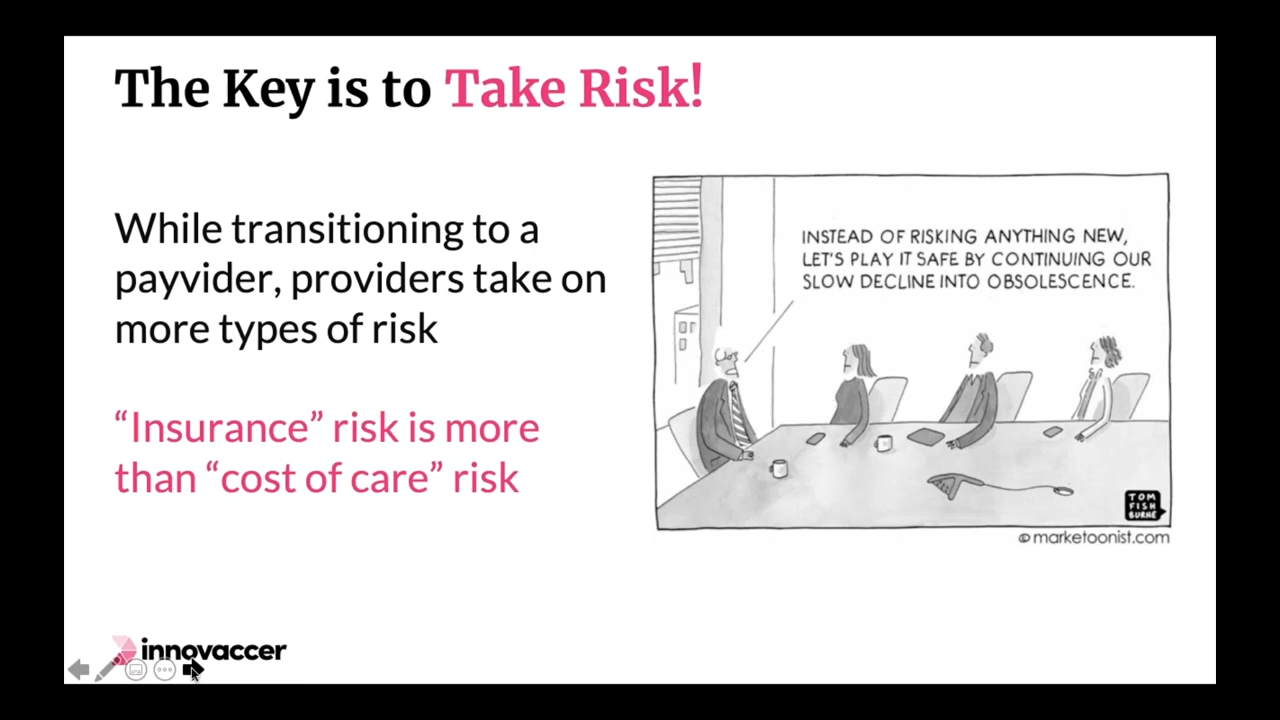 The Key is to Take Risk!
While transitioning to a
payvider, providers take on
more types of risk
“Insurance” risk is more
than “cost of care” risk
INSTEAD OF RISKING ANYTHING NEW,
LET'S PLAY IT SAFE BY CONTINUING OUR
SLOW DECLINE INTO OBSOLESCENCE.
TOM
FISH
BURNE
© marketoonist.com
innovaccer